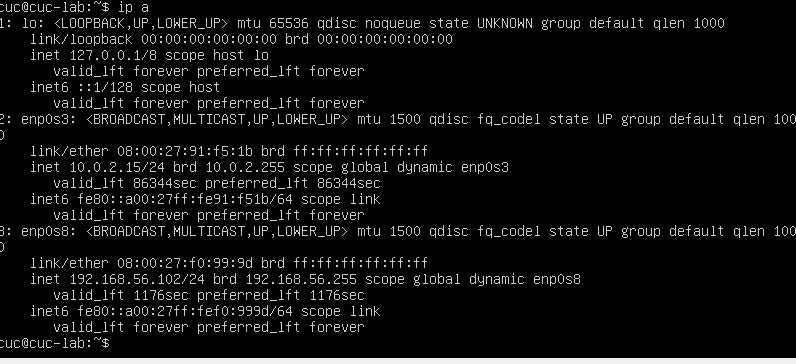 cuc@cuc-lab:~$ ip a
1: lo: <LOOPBACK,UP,LOWER_UP> mtu 65536 qdisc noqueue state UNKNOWN group default qlen 1000
    link/loopback 00:00:00:00:00:00 brd 00:00:00:00:00:00
    inet 127.0.0.1/8 scope host lo
       valid_lft forever preferred_lft forever
    inet6 ::1/128 scope host
       valid_lft forever preferred_lft forever
2: enp0s3: <BROADCAST,MULTICAST,UP,LOWER_UP> mtu 1500 qdisc fq_codel state UP group default qlen 100
0
    link/ether 08:00:27:91:f5:1b brd ff:ff:ff:ff:ff:ff
    inet 10.0.2.15/24 brd 10.0.2.255 scope global dynamic enp0s3
       valid_lft 86344sec preferred_lft 86344sec
    inet6 fe80::a00:27ff:fe91:f51b/64 scope link
       valid_lft forever preferred_lft forever
3: enp0s8: <BROADCAST,MULTICAST,UP,LOWER_UP> mtu 1500 qdisc fq_codel state UP group default qlen 100
0
    link/ether 08:00:27:f0:99:9d brd ff:ff:ff:ff:ff:ff
    inet 192.168.56.102/24 brd 192.168.56.255 scope global dynamic enp0s8
       valid_lft 1176sec preferred_lft 1176sec
    inet6 fe80::a00:27ff:fef0:999d/64 scope link
       valid_lft forever preferred_lft forever
cuc@cuc-lab:~$